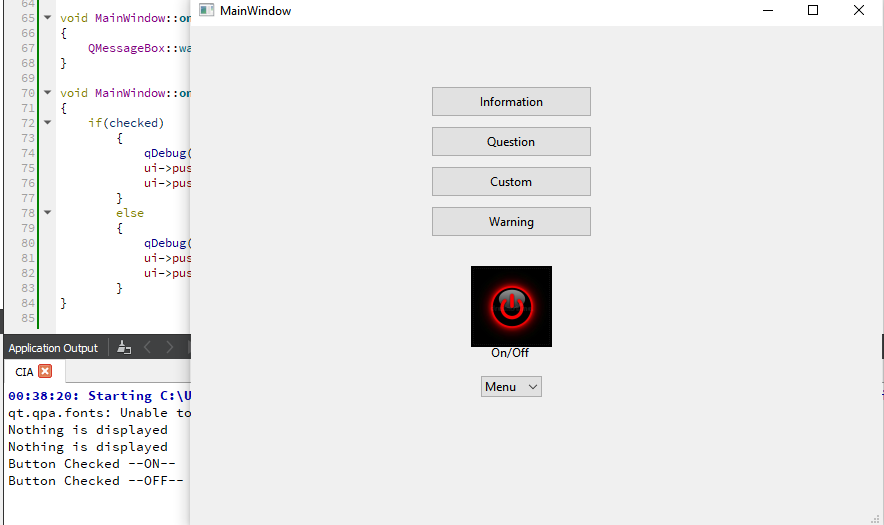 MainWindow
64
65 void MainWindow::on
66 {
67 QMessageBox::wa
68 }
69
70 void MainWindow::on
71 {
72 if(checked)
73 {
74 qDebug(
75 ui->pus
76 ui->pus
77 }
78 else
79 {
80 qDebug(
81 ui->pus
82 ui->pus
83 }
84 }
85
Information
Question
Custom
Warning
On/Off
Menu
Application Output
CIA
00:38:20: Starting C:\U
qt.qpa.fonts: Unable to
Nothing is displayed
Nothing is displayed
Button Checked --ON--
Button Checked --OFF--